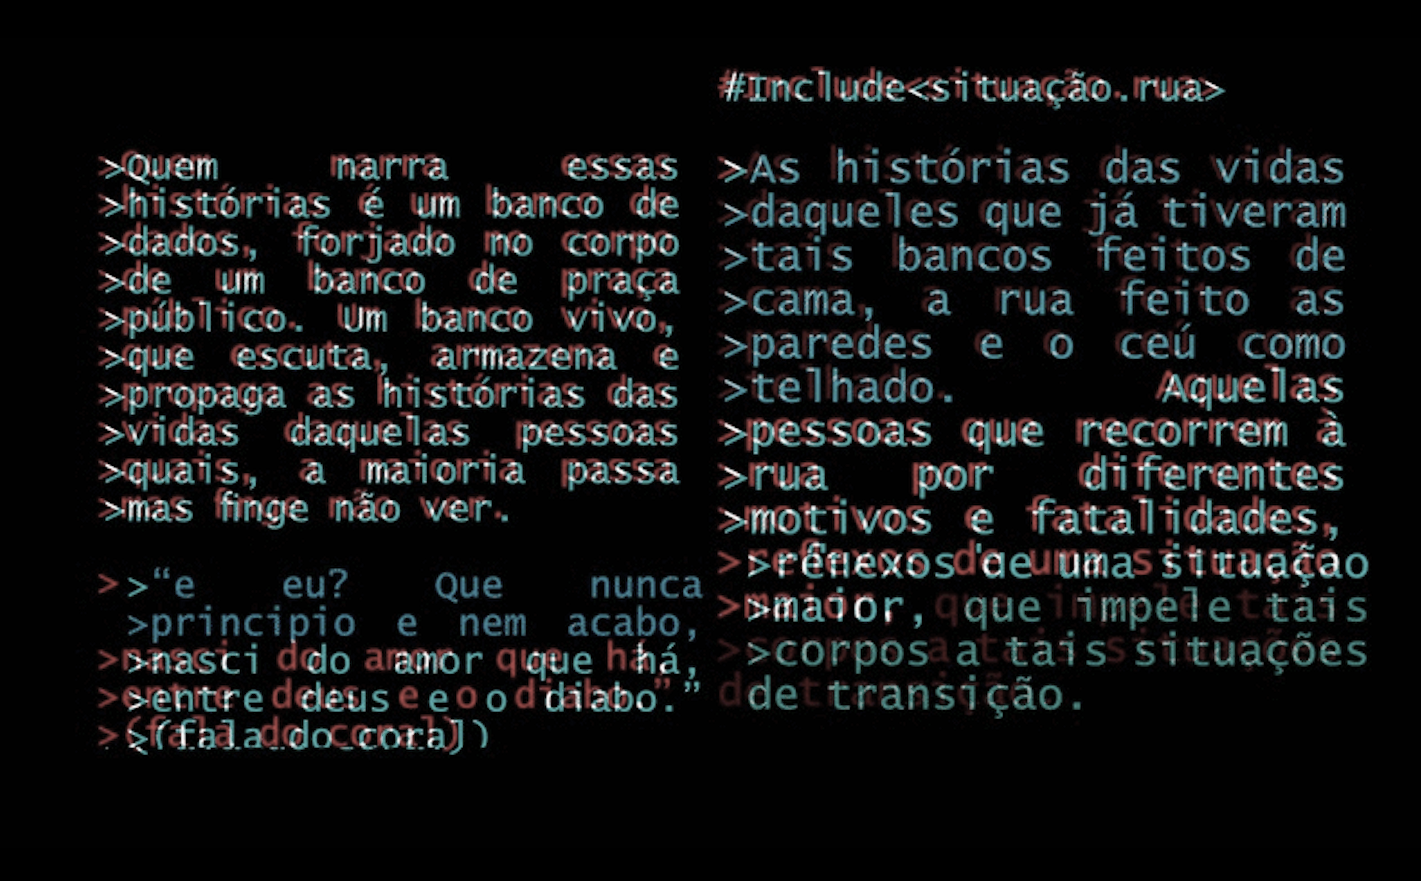 >Quem narra essas
>histórias é um banco de
>dados, forjado no corpo
>de um banco de praça
>público. Um banco vivo,
>que escuta, armazena e
>propaga as histórias das
>vidas daquelas pessoas
>quais, a maioria passa
>mas finge não ver.
> >“e eu? Que nunca
>principio e nem acabo,
>nasci do amor que há,
>entre deus e o diabo.”
>(fala do coral)
#Include<situação.rua>
>As histórias das vidas
>daqueles que já tiveram
>tais bancos feitos de
>cama, a rua feito as
>paredes e o ceú como
>telhado. Aquelas
>pessoas que recorrem à
>rua por diferentes
>motivos e fatalidades,
>reflexos de uma situação
>maior, que impele tais
>corpos a tais situações
de transição.